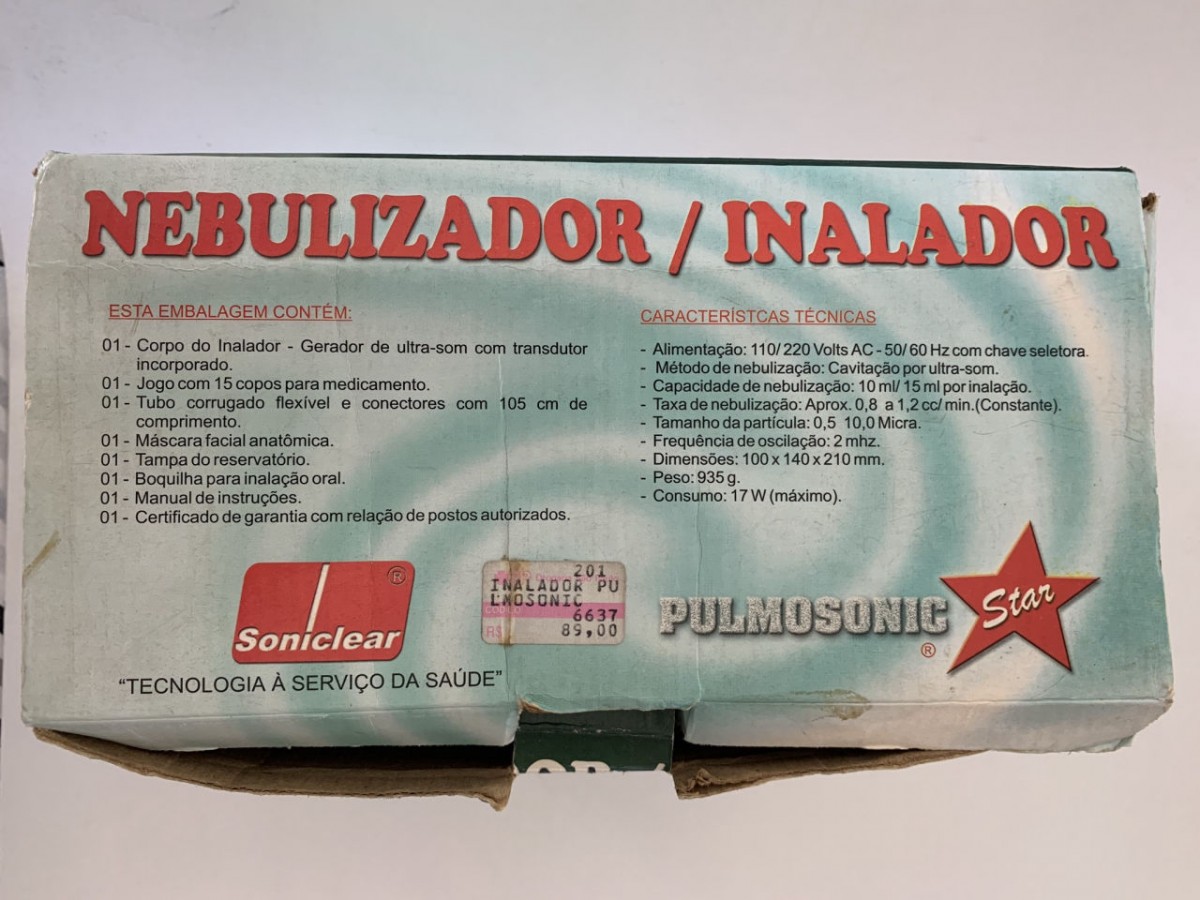 NEBULIZADOR / INALADOR
ESTA EMBALAGEM CONTÉM:
01 - Corpo do Inalador - Gerador de ultra-som com transdutor
incorporado.
01 - Jogo com 15 copos para medicamento.
01 - Tubo corrugado flexível e conectores com 105 cm de
comprimento.
01 - Máscara facial anatômica.
01 - Tampa do reservatório.
01 - Boquilha para inalação oral.
01 - Manual de instruções.
01 - Certificado de garantia com relação de postos autorizados.
CARACTERÍSTCAS TÉCNICAS
- Alimentação: 110/ 220 Volts AC - 50/ 60 Hz com chave seletora.
- Método de nebulização: Cavitação por ultra-som.
- Capacidade de nebulização: 10 ml/ 15 ml por inalação.
- Taxa de nebulização: Aprox. 0,8 a 1,2 cc/ min.(Constante).
- Tamanho da partícula: 0,5 10,0 Micra.
- Frequência de oscilação: 2 mhz.
- Dimensões: 100 x 140 x 210 mm.
- Peso: 935 g.
- Consumo: 17 W (máximo).
Soniclear ®
"TECNOLOGIA À SERVIÇO DA SAÚDE"
201
INALADOR PU
LMOSONIC
6637
R$ 89,00
PULMOSONIC ®
Star